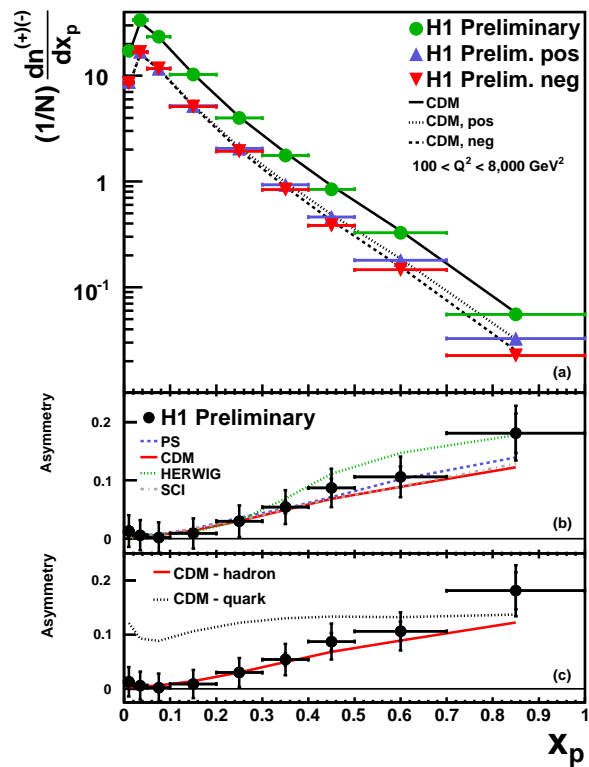 (1/N) dn^(+)(-)/dx_p
H1 Preliminary
H1 Prelim. pos
H1 Prelim. neg
CDM
CDM, pos
CDM, neg
100 < Q² < 8,000 GeV²
10
1
10⁻¹
(a)
Asymmetry
0.2
0.1
0
H1 Preliminary
PS
CDM
HERWIG
SCI
(b)
Asymmetry
0.2
0.1
0
CDM - hadron
CDM - quark
(c)
0 0.1 0.2 0.3 0.4 0.5 0.6 0.7 0.8 0.9 1
x_p